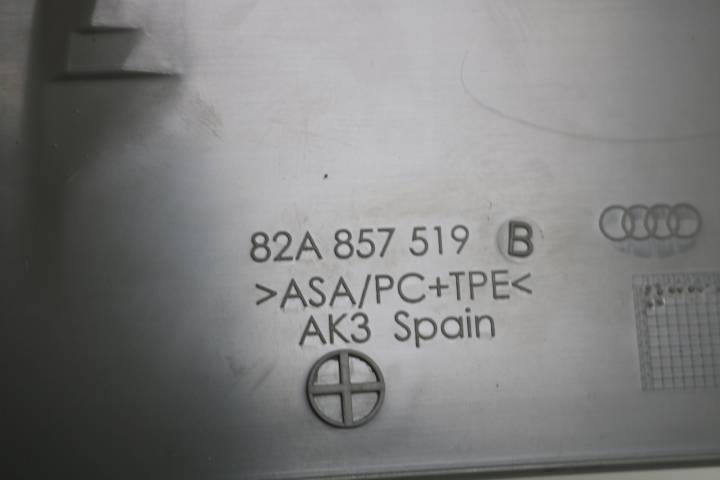 82A 857 519 B
>ASA/PC+TPE<
AK3 Spain